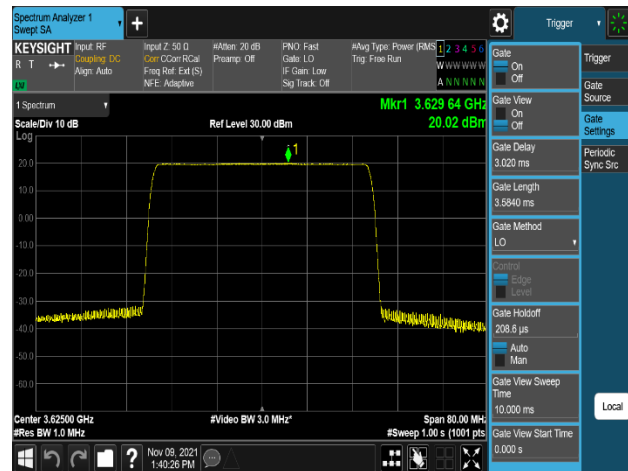 Spectrum Analyzer 1
Swept SA
Trigger
KEYSIGHT
R T
LXI
Input: RF
Coupling: DC
Align: Auto
Input Z: 50 Ω
Corr CCorr RCal
Freq Ref: Ext (S)
NFE: Adaptive
#Atten: 20 dB
Preamp: Off
PNO: Fast
Gate: LO
IF Gain: Low
Sig Track: Off
#Avg Type: Power (RMS
Trig: Free Run
1 2 3 4 5 6
W W W W W W
A N N N N N
1 Spectrum
Scale/Div 10 dB
Log
Ref Level 30.00 dBm
Mkr1 3.629 64 GHz
20.02 dBm
1
20.0
10.0
0.00
-10.0
-20.0
-30.0
-40.0
-50.0
-60.0
Center 3.62500 GHz
#Res BW 1.0 MHz
#Video BW 3.0 MHz*
Span 80.00 MHz
#Sweep 1.00 s (1001 pts
Nov 09, 2021
1:40:26 PM
Gate
On
Off
Gate View
On
Off
Gate Delay
3.020 ms
Gate Length
3.5840 ms
Gate Method
LO
Control
Edge
Level
Gate Holdoff
208.6 µs
Auto
Man
Gate View Sweep
Time
10.000 ms
Gate View Start Time
0.000 s
Trigger
Gate
Source
Gate
Settings
Periodic
Sync Src
Local